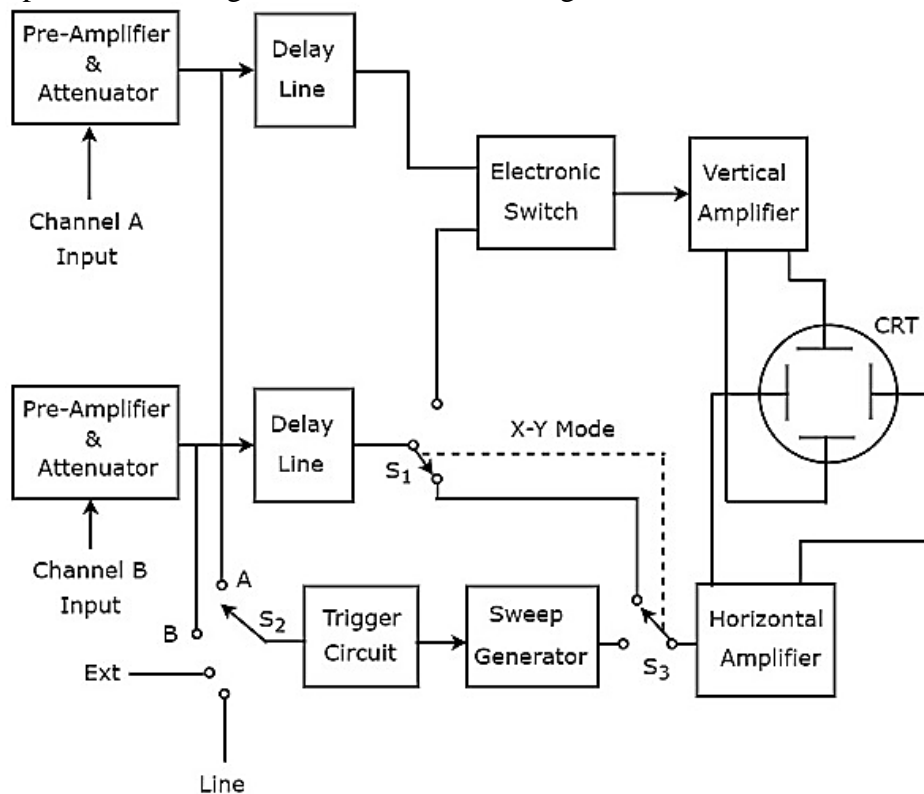 Pre-Amplifier
&
Attenuator
Delay
Line
Channel A
Input
Electronic
Switch
Vertical
Amplifier
CRT
Pre-Amplifier
&
Attenuator
Delay
Line
S1
X-Y Mode
Channel B
Input
A
B
S2
Ext
Line
Trigger
Circuit
Sweep
Generator
S3
Horizontal
Amplifier